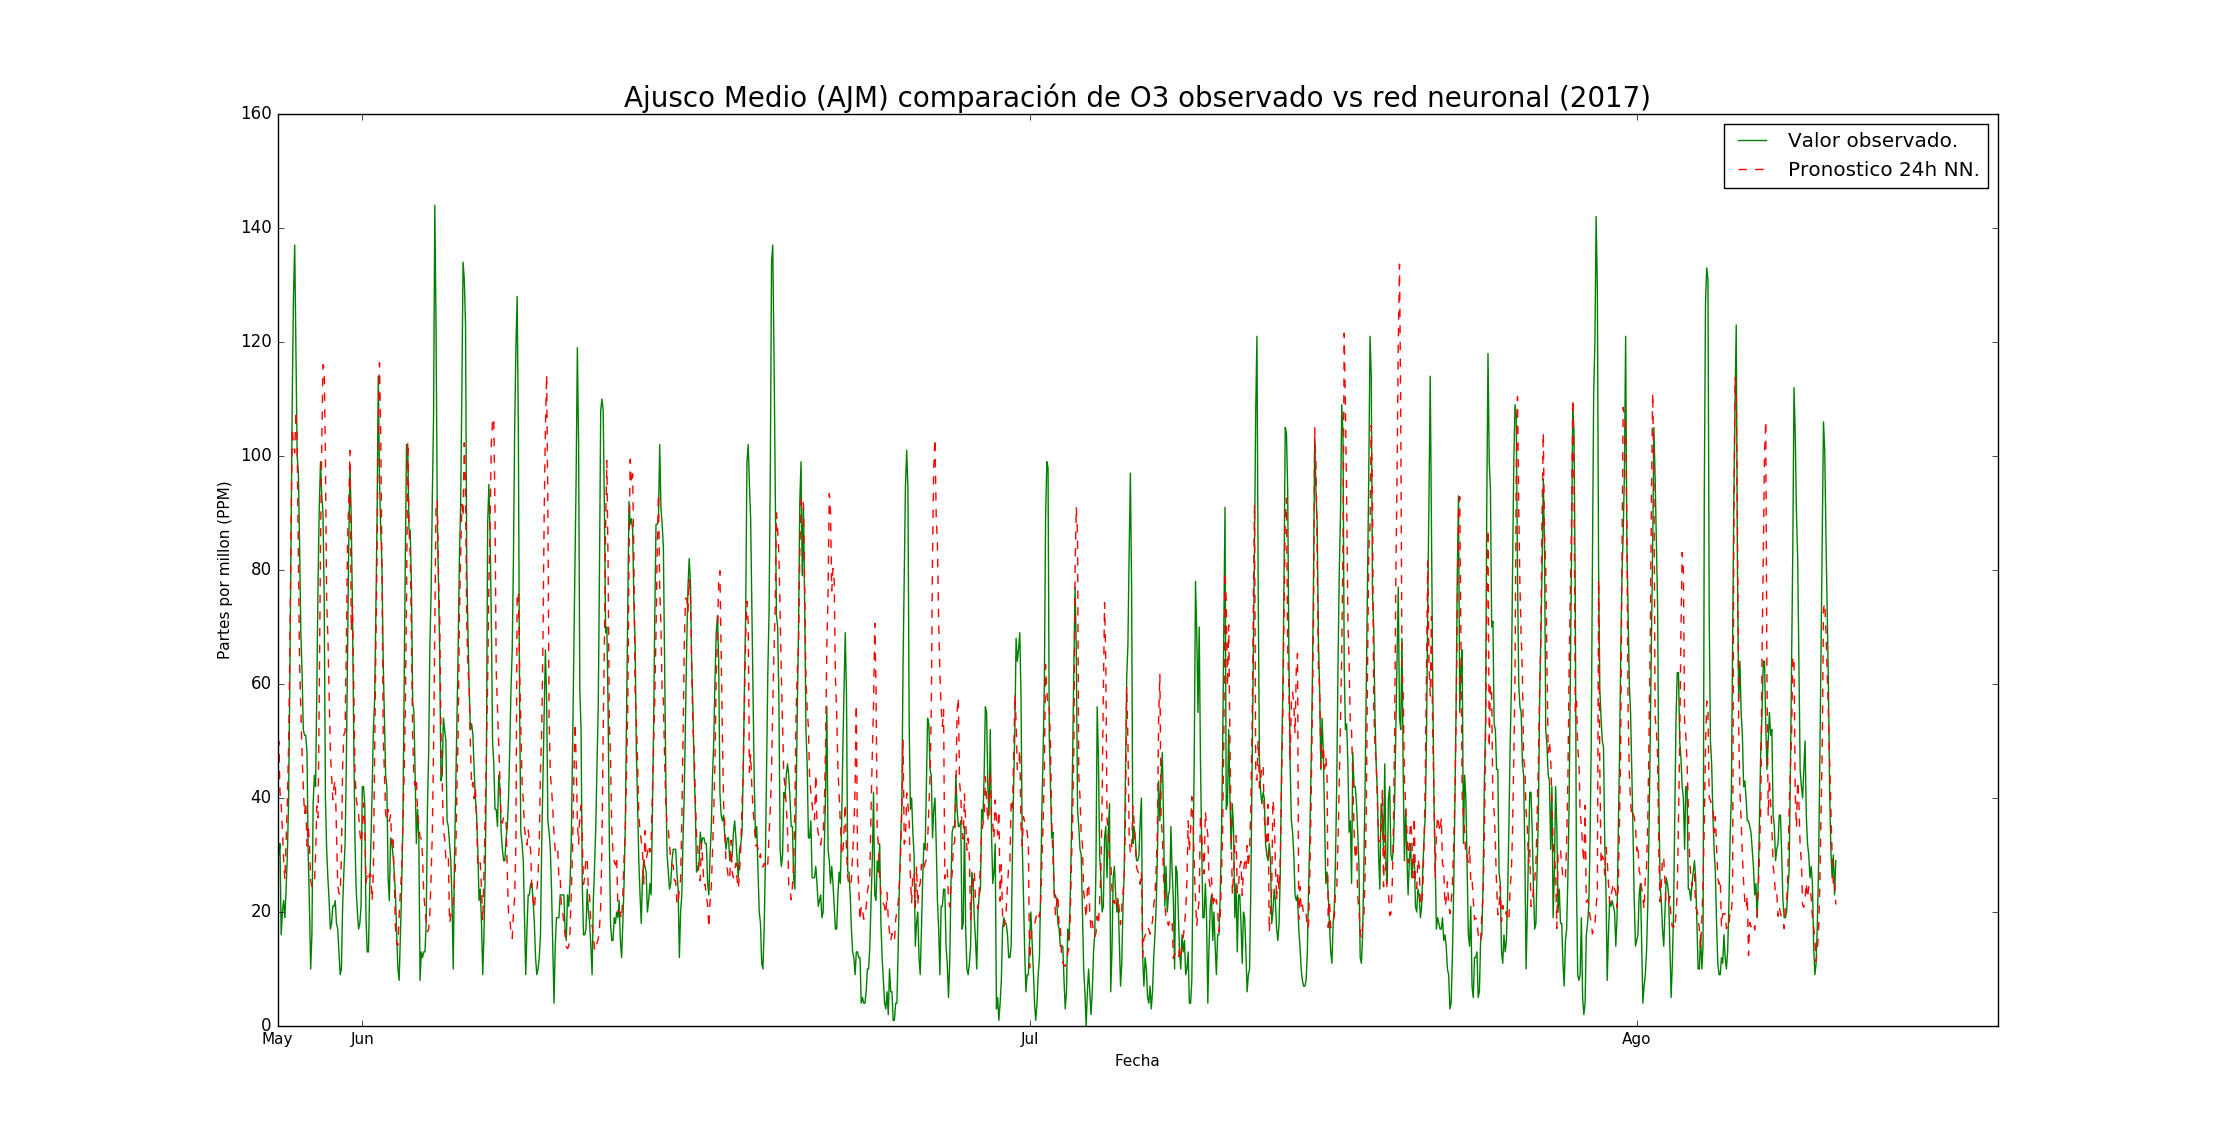 Ajusco Medio (AJM) comparación de O3 observado vs red neuronal (2017)
Valor observado.
Pronostico 24h NN.
Partes por millon (PPM)
160
140
120
100
80
60
40
20
0
May Jun Jul Ago
Fecha